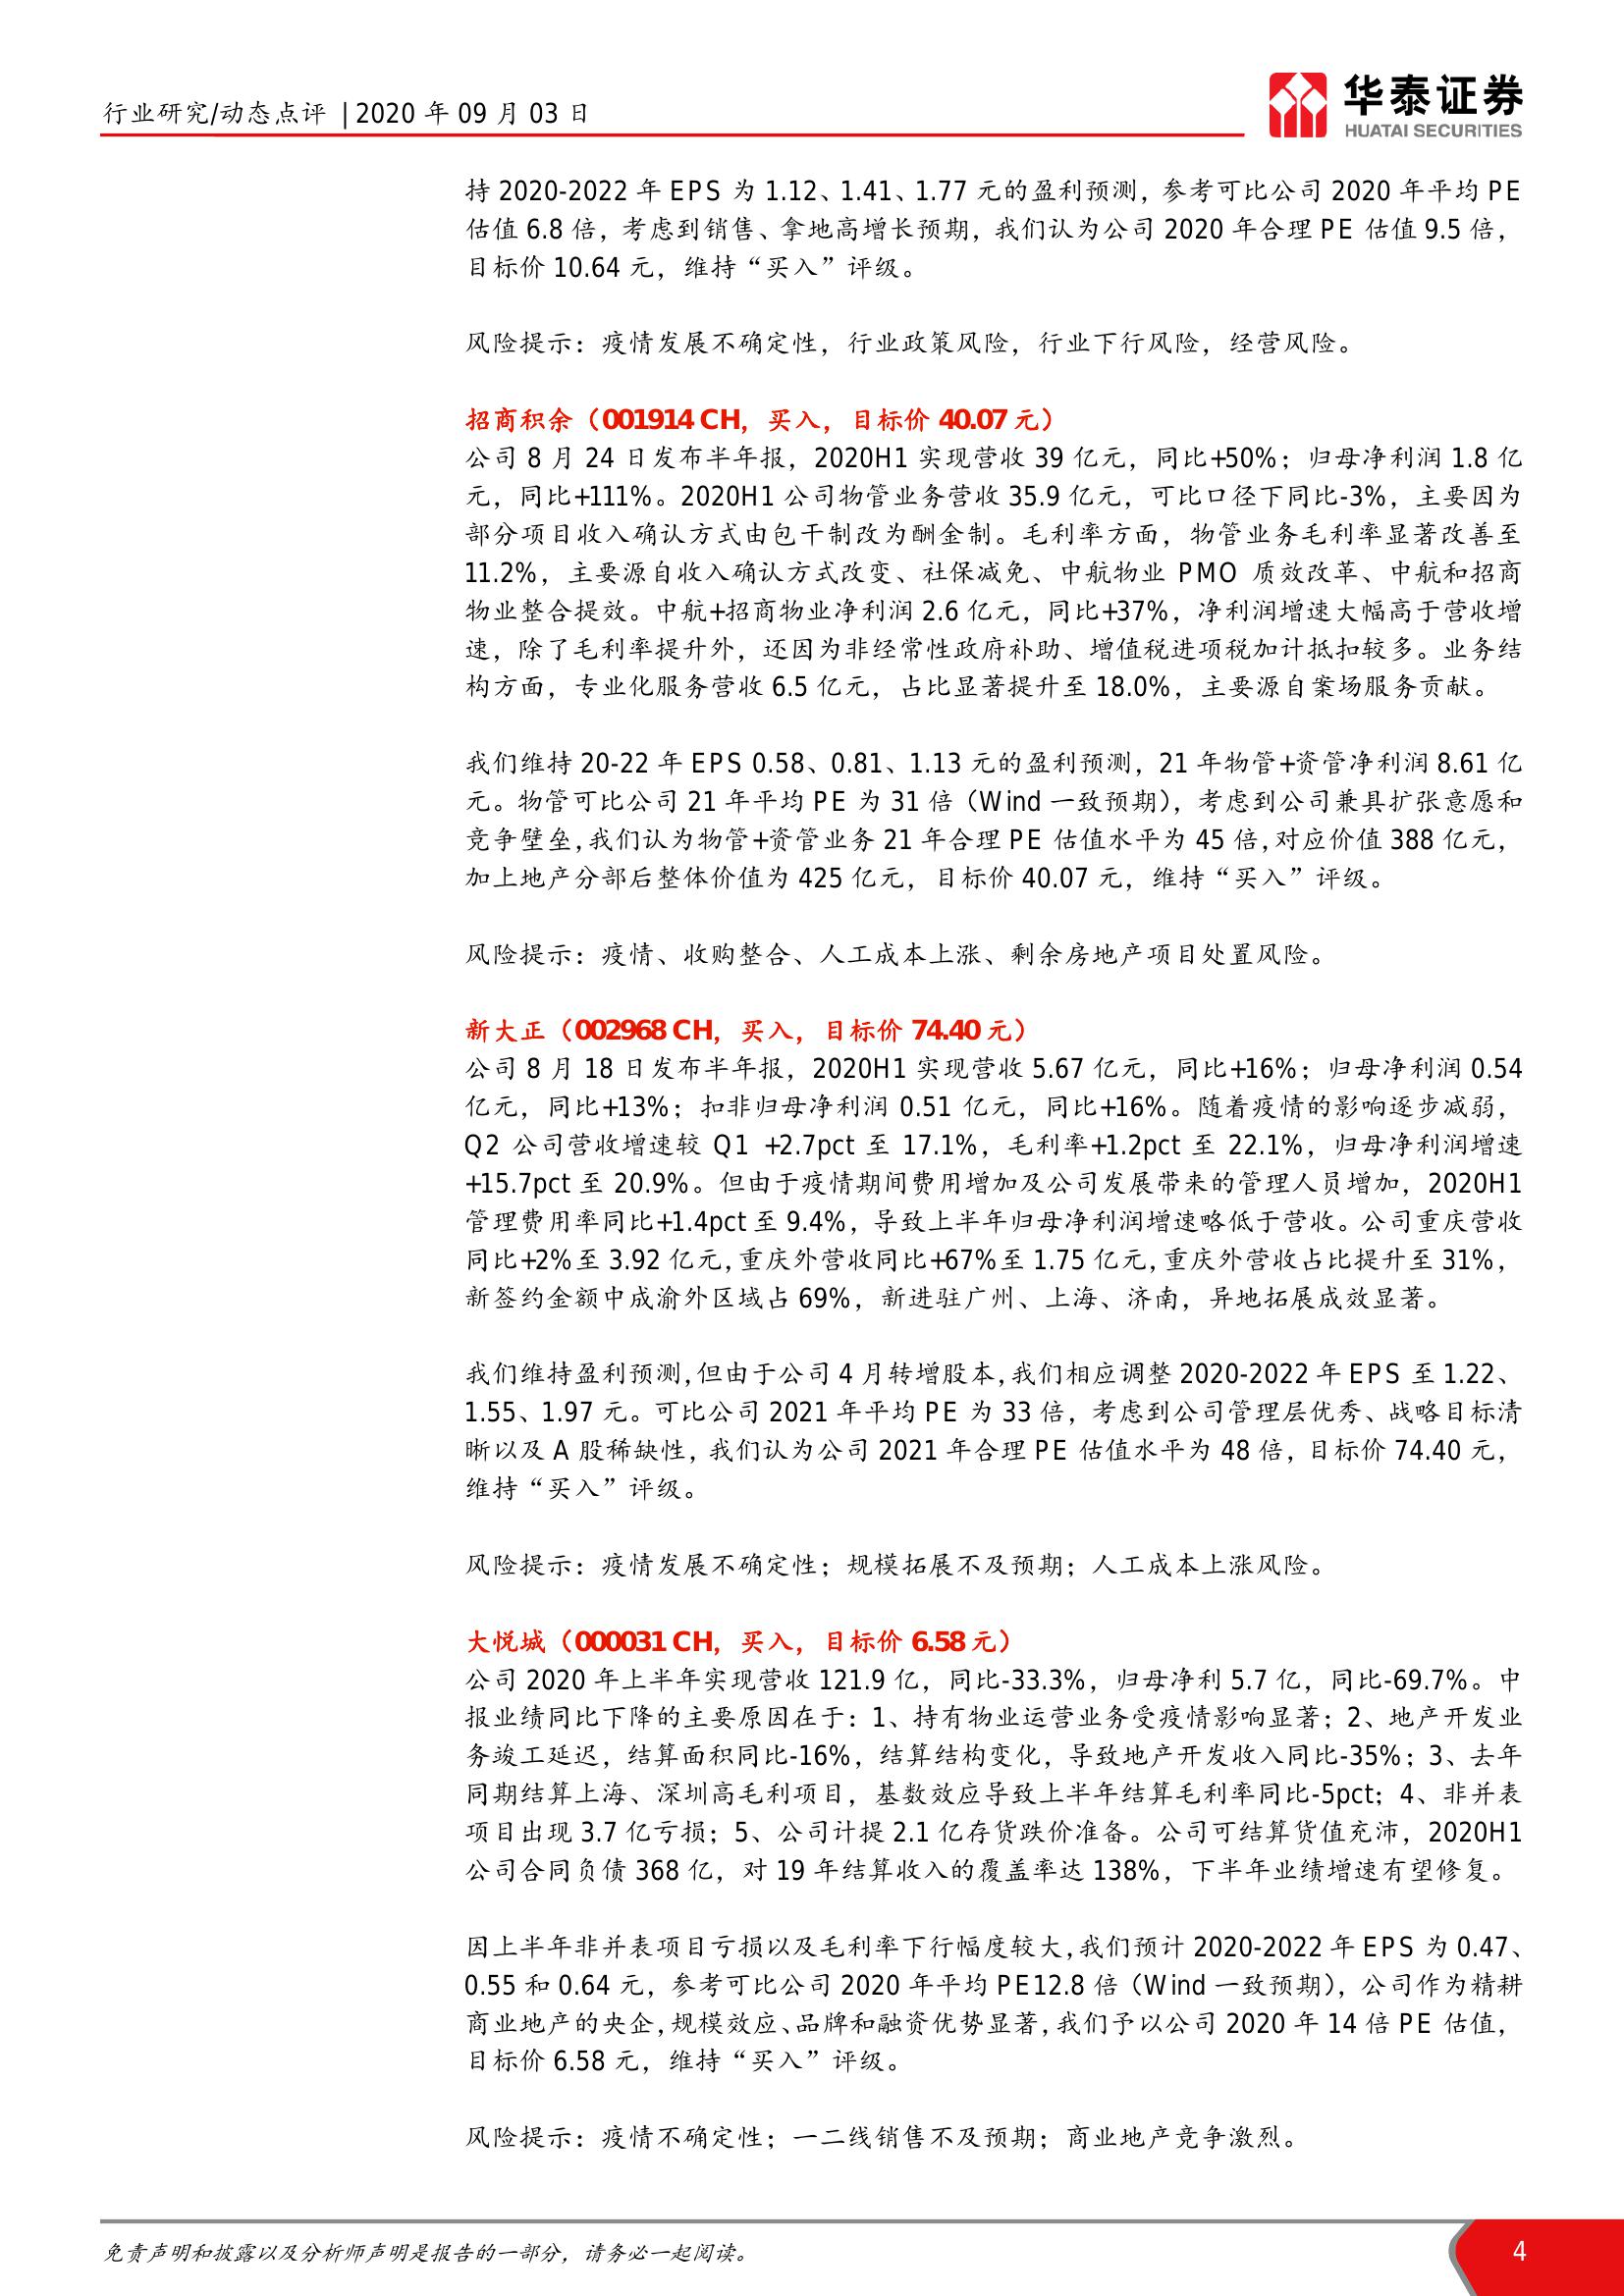 行业研究/动态点评 | 2020 年 09 月 03 日
华泰证券
HUATAI SECURITIES
持 2020-2022 年 EPS 为 1.12、1.41、1.77 元的盈利预测，参考可比公司 2020 年平均 PE
估值 6.8 倍，考虑到销售、拿地高增长预期，我们认为公司 2020 年合理 PE 估值 9.5 倍，
目标价 10.64 元，维持“买入”评级。
风险提示：疫情发展不确定性，行业政策风险，行业下行风险，经营风险。
招商积余（001914 CH，买入，目标价 40.07 元）
公司 8 月 24 日发布半年报，2020H1 实现营收 39 亿元，同比+50%；归母净利润 1.8 亿
元，同比+111%。2020H1 公司物管业务营收 35.9 亿元，可比口径下同比-3%，主要因为
部分项目收入确认方式由包干制改为酬金制。毛利率方面，物管业务毛利率显著改善至
11.2%，主要源自收入确认方式改变、社保减免、中航物业 PMO 质效改革、中航和招商
物业整合提效。中航+招商物业净利润 2.6 亿元，同比+37%，净利润增速大幅高于营收增
速，除了毛利率提升外，还因为非经常性政府补助、增值税进项税加计抵扣较多。业务结
构方面，专业化服务营收 6.5 亿元，占比显著提升至 18.0%，主要源自案场服务贡献。
我们维持 20-22 年 EPS 0.58、0.81、1.13 元的盈利预测，21 年物管+资管净利润 8.61 亿
元。物管可比公司 21 年平均 PE 为 31 倍（Wind 一致预期），考虑到公司兼具扩张意愿和
竞争壁垒，我们认为物管+资管业务 21 年合理 PE 估值水平为 45 倍，对应价值 388 亿元，
加上地产分部后整体价值为 425 亿元，目标价 40.07 元，维持“买入”评级。
风险提示：疫情、收购整合、人工成本上涨、剩余房地产项目处置风险。
新大正（002968 CH，买入，目标价 74.40 元）
公司 8 月 18 日发布半年报，2020H1 实现营收 5.67 亿元，同比+16%；归母净利润 0.54
亿元，同比+13%；扣非归母净利润 0.51 亿元，同比+16%。随着疫情的影响逐步减弱，
Q2 公司营收增速较 Q1 +2.7pct 至 17.1%，毛利率+1.2pct 至 22.1%，归母净利润增速
+15.7pct 至 20.9%。但由于疫情期间费用增加及公司发展带来的管理人员增加，2020H1
管理费用率同比+1.4pct 至 9.4%，导致上半年归母净利润增速略低于营收。公司重庆营收
同比+2%至 3.92 亿元，重庆外营收同比+67%至 1.75 亿元，重庆外营收占比提升至 31%，
新签约金额中成渝外区域占 69%，新进驻广州、上海、济南，异地拓展成效显著。
我们维持盈利预测，但由于公司 4 月转增股本，我们相应调整 2020-2022 年 EPS 至 1.22、
1.55、1.97 元。可比公司 2021 年平均 PE 为 33 倍，考虑到公司管理层优秀、战略目标清
晰以及 A 股稀缺性，我们认为公司 2021 年合理 PE 估值水平为 48 倍，目标价 74.40 元，
维持“买入”评级。
风险提示：疫情发展不确定性；规模拓展不及预期；人工成本上涨风险。
大悦城（000031 CH，买入，目标价 6.58 元）
公司 2020 年上半年实现营收 121.9 亿，同比-33.3%，归母净利 5.7 亿，同比-69.7%。中
报业绩同比下降的主要原因在于：1、持有物业运营业务受疫情影响显著；2、地产开发业
务竣工延迟，结算面积同比-16%，结算结构变化，导致地产开发收入同比-35%；3、去年
同期结算上海、深圳高毛利项目，基数效应导致上半年结算毛利率同比-5pct；4、非并表
项目出现 3.7 亿亏损；5、公司计提 2.1 亿存货跌价准备。公司可结算货值充沛，2020H1
公司合同负债 368 亿，对 19 年结算收入的覆盖率达 138%，下半年业绩增速有望修复。
因上半年非并表项目亏损以及毛利率下行幅度较大，我们预计 2020-2022 年 EPS 为 0.47、
0.55 和 0.64 元，参考可比公司 2020 年平均 PE12.8 倍（Wind 一致预期），公司作为精耕
商业地产的央企，规模效应、品牌和融资优势显著，我们予以公司 2020 年 14 倍 PE 估值，
目标价 6.58 元，维持“买入”评级。
风险提示：疫情不确定性；一二线销售不及预期；商业地产竞争激烈。
免责声明和披露以及分析师声明是报告的一部分，请务必一起阅读。
4